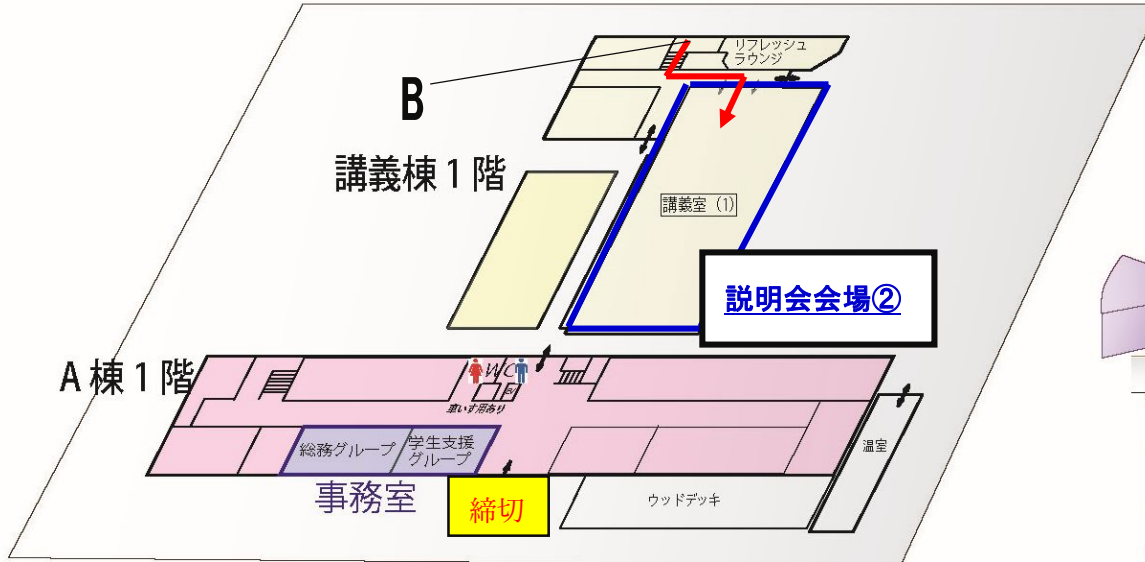 リフレッシュ
ラウンジ
B
講義棟1階
講義室（1）
説明会会場②
A棟1階
WC
EV
車いす用あり
総務グループ
学生支援
グループ
温室
事務室
締切
ウッドデッキ